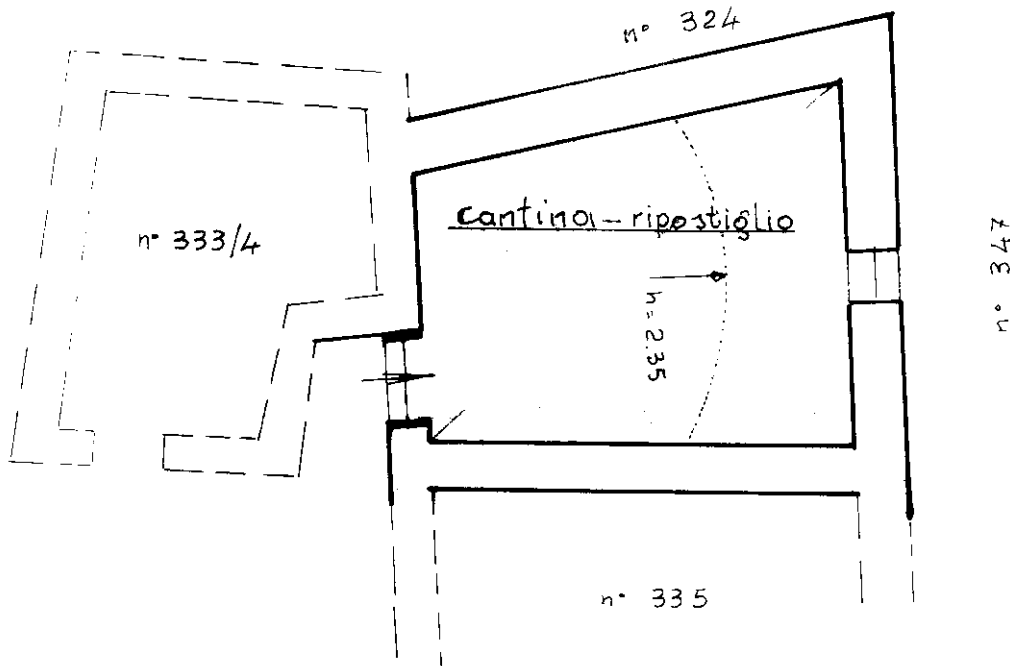 n° 324
cantina-ripostiglio
n° 333/4
n° 347
h=2.35
n° 335